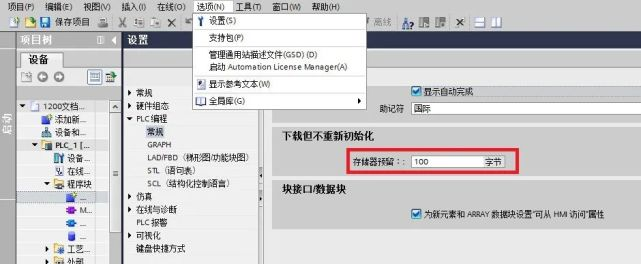 项目(P) 编辑(E) 视图(V) 插入(I) 在线(O) 选项(N) 工具(T) 窗口(W) 帮助(H)
保存项目
设置(S)
支持包(P)
管理通用站描述文件(GSD) (D)
启动 Automation License Manager(A)
显示参考文本(W)
全局库(G)
启动
项目树
设备
1200文档...
添加新...
设备和...
PLC_1 [...
设备...
在线...
程序块
...
M...
...
...
工艺...
外部...
设置
常规
硬件组态
PLC 编程
常规
GRAPH
LAD/FBD（梯形图/功能块图）
STL（语句表）
SCL（结构化控制语言）
仿真
在线与诊断
PLC 报警
可视化
键盘快捷方式
显示自动完成
助记符 国际
下载但不重新初始化
存储器预留：: 100 字节
块接口/数据块
为新元素和 ARRAY 数据块设置"可从 HMI 访问"属性